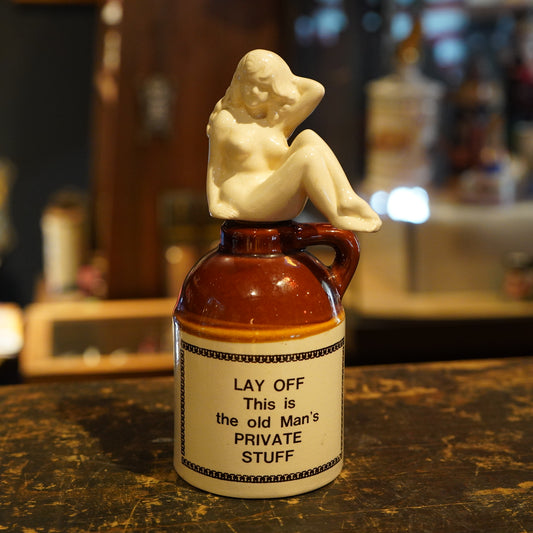 LAY OFF
This is
the old Man's
PRIVATE
STUFF